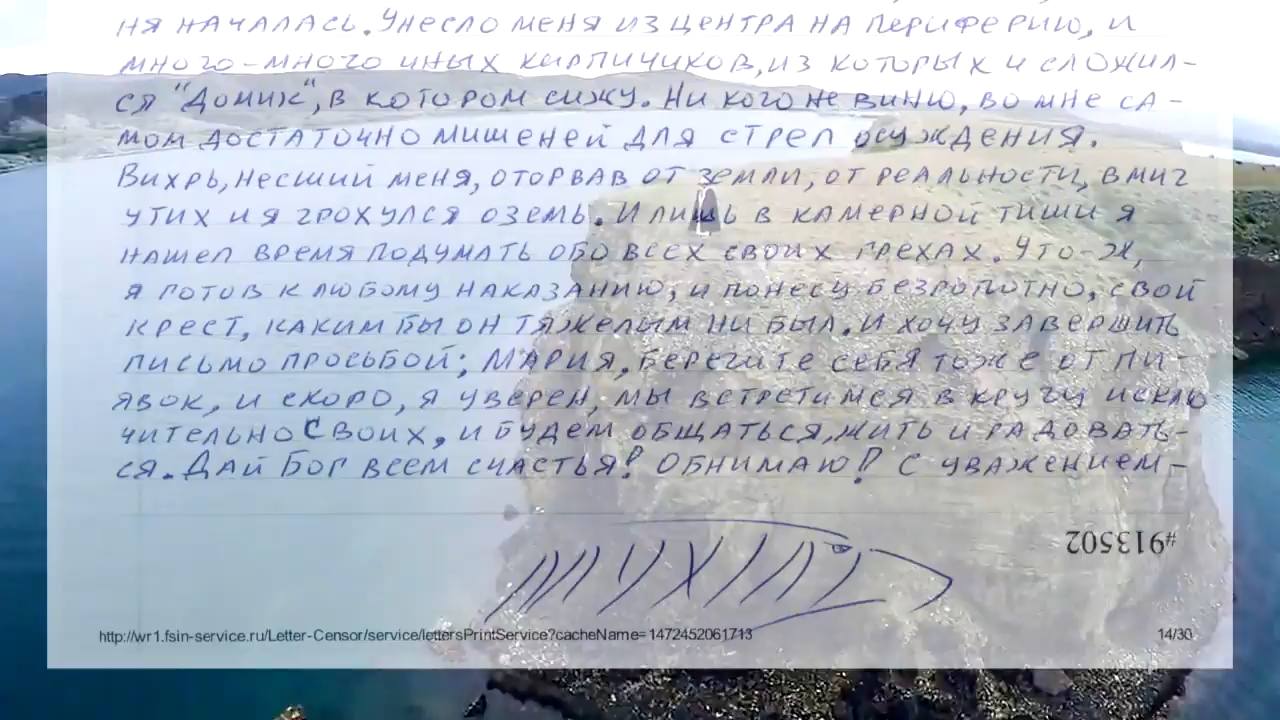 НЯ НАЧАЛАСЬ. УНЕСЛО МЕНЯ ИЗ ЦЕНТРА НА ПЕРИФЕРИЮ, И
МНОГО-МНОГО ИНЫХ КИРПИЧИКОВ, ИЗ КОТОРЫХ И СЛОЖИЛ-
СЯ "ДОМИК", В КОТОРОМ СИЖУ. НИ КОГО НЕ ВИНЮ, ВО МНЕ СА-
МОМ ДОСТАТОЧНО МИШЕНЕЙ ДЛЯ СТРЕЛ ОСУЖДЕНИЯ.
ВИХРЬ, НЕСШИЙ МЕНЯ, ОТОРВАВ ОТ ЗЕМЛИ, ОТ РЕАЛЬНОСТИ, ВМИГ
УТИХ И Я ГРОХУЛСЯ ОЗЕМЬ. И ЛИШЬ В КАМЕРНОЙ ТИШИ Я
НАШЕЛ ВРЕМЯ ПОДУМАТЬ ОБО ВСЕХ СВОИХ ГРЕХАХ. ЧТО-Ж,
Я ГОТОВ К ЛЮБОМУ НАКАЗАНИЮ, И ПОНЕСУ БЕЗРОПОТНО, СВОЙ
КРЕСТ, КАКИМ БЫ ОН ТЯЖЕЛЫМ НИ БЫЛ. И ХОЧУ ЗАВЕРШИТЬ
ПИСЬМО ПРОСЬБОЙ; МАРИЯ, БЕРЕГИТЕ СЕБЯ ТОЖЕ ОТ ПИ-
ЯВОК, И СКОРО, Я УВЕРЕН, МЫ ВСТРЕТИМСЯ В КРУГУ ИСКЛЮ
ЧИТЕЛЬНО СВОИХ, И БУДЕМ ОБЩАТЬСЯ, ЖИТЬ И РАДОВАТЬ-
СЯ. ДАЙ БОГ ВСЕМ СЧАСТЬЯ! ОБНИМАЮ! С УВАЖЕНИЕМ-
#913502
http://wr1.fsin-service.ru/Letter-Censor/service/lettersPrintService?cacheName=1472452061713
14/30